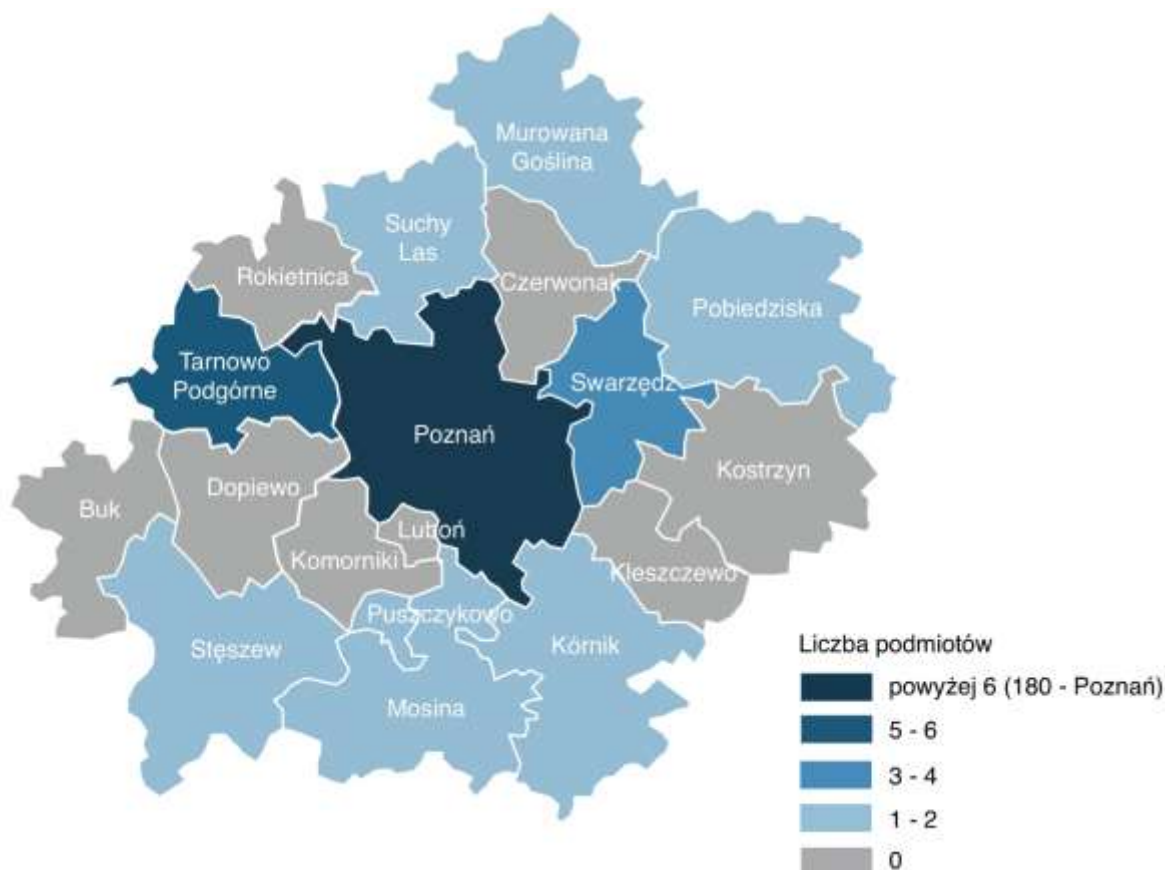 Murowana
Goślina
Suchy
Las
Rokietnica
Czerwonak
Pobiedziska
Tarnowo
Podgórne
Swarzędz
Poznań
Kostrzyn
Dopiewo
Buk
Luboń
Komorniki
Kleszczewo
Puszczykowo
Stęszew
Kórnik
Mosina
Liczba podmiotów
powyżej 6 (180 - Poznań)
5 - 6
3 - 4
1 - 2
0